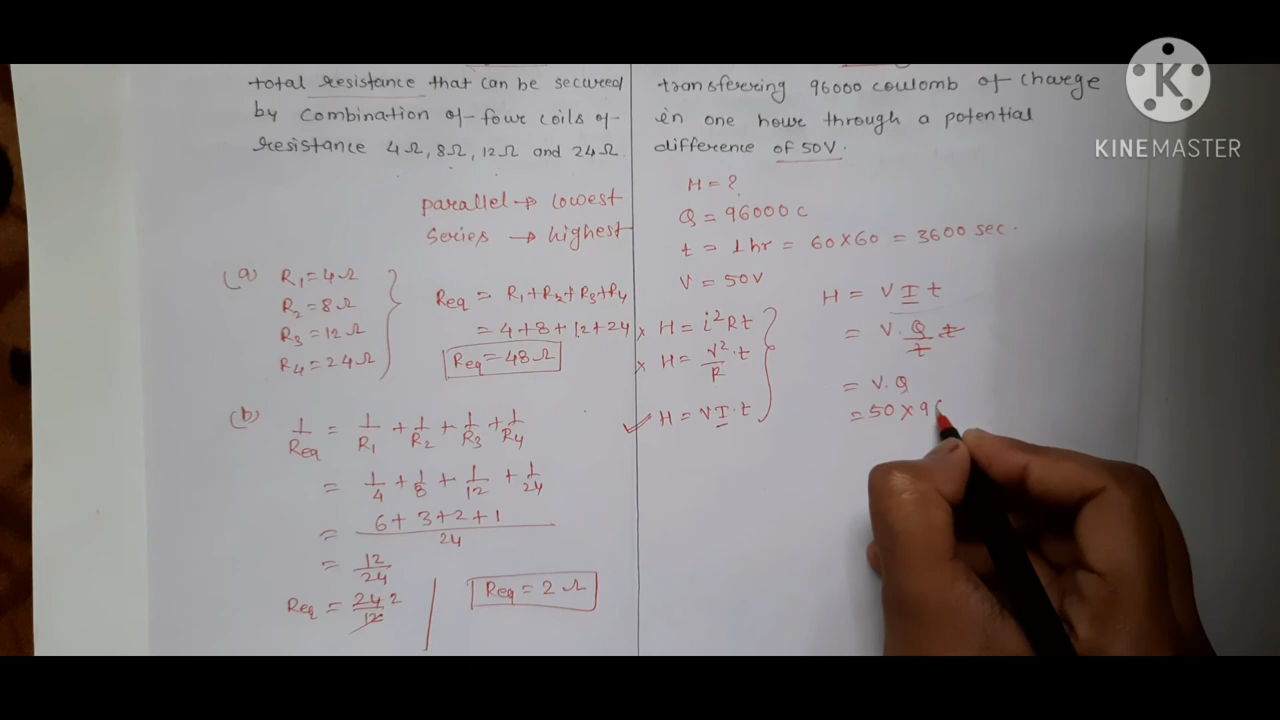 total resistance that can be secured
by combination of four coils of
resistance 4Ω, 8Ω, 12Ω and 24Ω.
parallel → lowest
series → highest
(a) R₁=4Ω
R₂=8Ω
R₃=12Ω
R₄=24Ω
Req = R₁+R₂+R₃+R₄
= 4+8+12+24
Req=48Ω
(b) 1/Req = 1/R₁ + 1/R₂ + 1/R₃ + 1/R₄
= 1/4 + 1/8 + 1/12 + 1/24
= 6+3+2+1/24
= 12/24
Req = 24/12 2
Req = 2Ω
transferring 96000 coulomb of charge
in one hour through a potential
difference of 50V.
H = ?
Q = 96000 C
t = 1 hr = 60×60 = 3600 sec.
V = 50V
× H = i²Rt
× H = V²/R · t
✓ H = VI·t
H = VIt
= V · Q/t · t
= V.Q
= 50×96
K
KINEMASTER